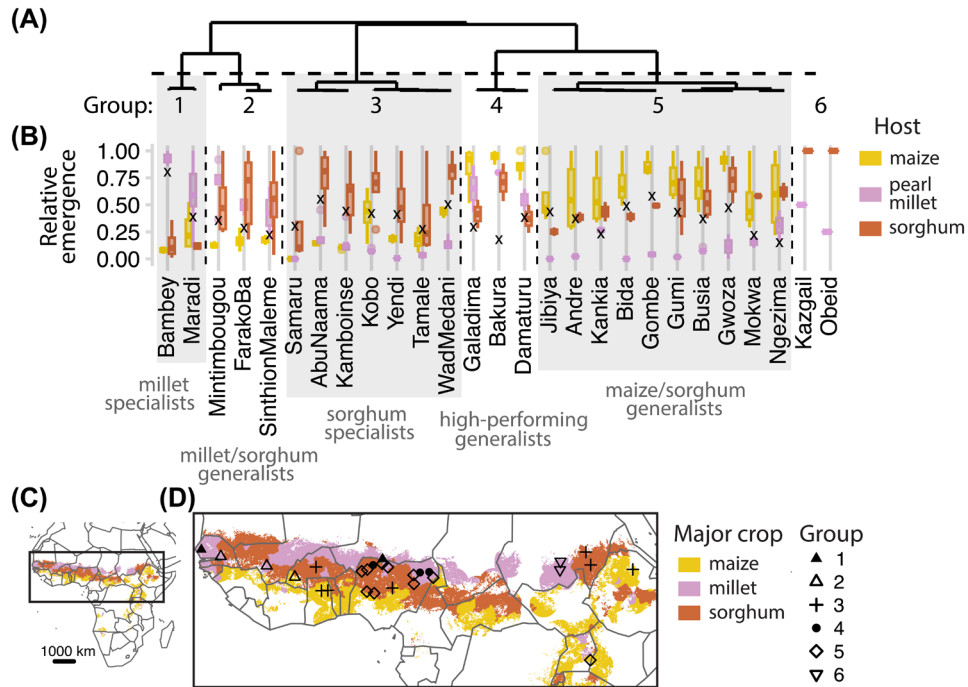 (A)
Group: 1 2 3 4 5 6
(B)
Relative emergence
1.00
0.75
0.50
0.25
0.00
Host
maize
pearl
millet
sorghum
Bambey
Maradi
Mintimbougou
FarakoBa
SinthionMaleme
Samaru
AbuNaama
Kamboinse
Kobo
Yendi
Tamale
WadMedani
Galadima
Bakura
Damaturu
Jibiya
Andre
Kankia
Bida
Gombe
Gumi
Busia
Gwoza
Mokwa
Ngezima
Kazgail
Obeid
millet
specialists
millet/sorghum
generalists
sorghum
specialists
high-performing
generalists
maize/sorghum
generalists
(C)
1000 km
(D)
Major crop
maize
millet
sorghum
Group
1
2
3
4
5
6